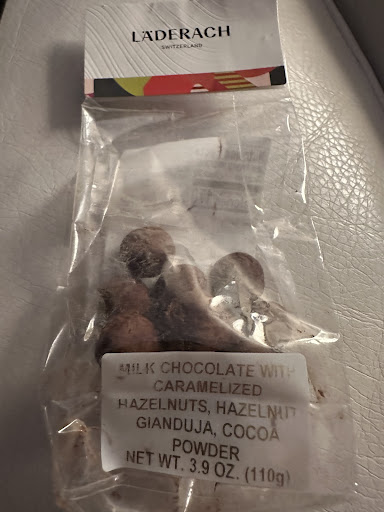 LÄDERACH
SWITZERLAND
MILK CHOCOLATE WITH
CARAMELIZED
HAZELNUTS, HAZELNUT
GIANDUJA, COCOA
POWDER
NET WT. 3.9 OZ. (110g)